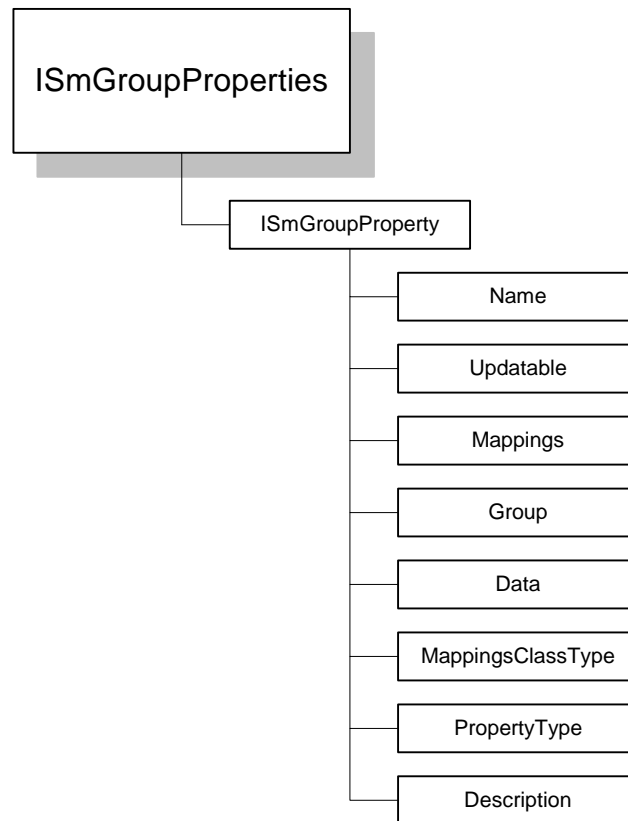 ISmGroupProperties
ISmGroupProperty
Name
Updatable
Mappings
Group
Data
MappingsClassType
PropertyType
Description